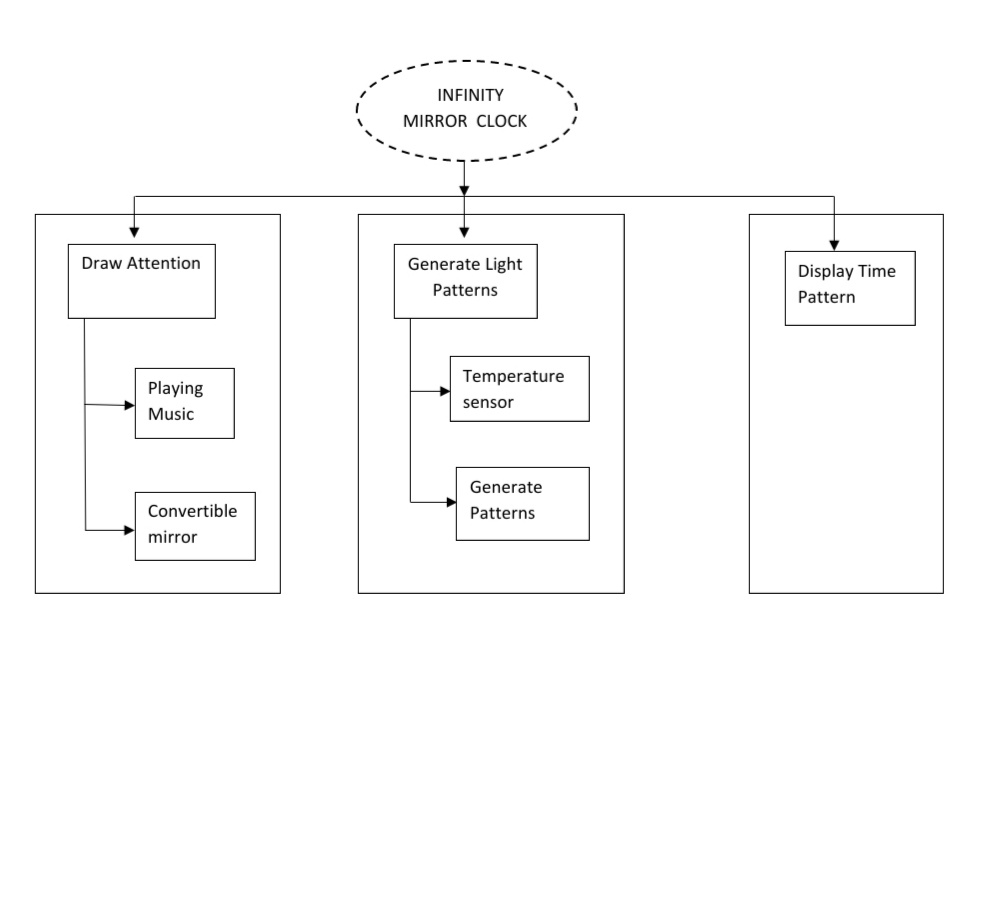 INFINITY
MIRROR CLOCK
Draw Attention
Playing
Music
Convertible
mirror
Generate Light
Patterns
Temperature
sensor
Generate
Patterns
Display Time
Pattern